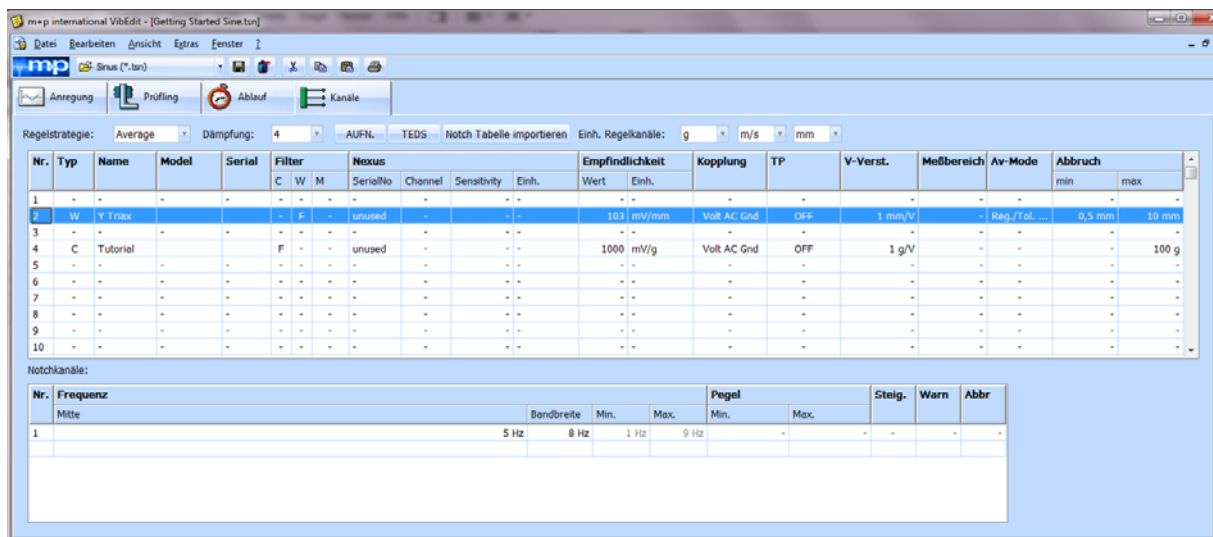 m+p international VibEdit - [Getting Started Sine.tsn]
Datei Bearbeiten Ansicht Extras Fenster ?
m+p Sinus (*.tsn)
Anregung Prüfling Ablauf Kanäle
Regelstrategie: Average Dämpfung: 4 AUFN. TEDS Notch Tabelle importieren Einh. Regelkanäle: g m/s mm
Nr. Typ Name Model Serial Filter Nexus Empfindlichkeit Kopplung TP V-Verst. Meßbereich Av-Mode Abbruch
C W M SerialNo Channel Sensitivity Einh. Wert Einh. min max
1 - - - - - - - - - - - - - - - - - - - -
2 W Y Triax - F - unused - - - 103 mV/mm Volt AC Gnd OFF 1 mm/V - Reg./Tol. ... 0,5 mm 10 mm
3 - - - - - - - - - - - - - - - - - - - -
4 C Tutorial F - - unused - - - 1000 mV/g Volt AC Gnd OFF 1 g/V - - - 100 g
5 - - - - - - - - - - - - - - - - - - - -
6 - - - - - - - - - - - - - - - - - - - -
7 - - - - - - - - - - - - - - - - - - - -
8 - - - - - - - - - - - - - - - - - - - -
9 - - - - - - - - - - - - - - - - - - - -
10 - - - - - - - - - - - - - - - - - - - -
Notchkanäle:
Nr. Frequenz Pegel Steig. Warn Abbr
Mitte Bandbreite Min. Max. Min. Max.
1 5 Hz 8 Hz 1 Hz 9 Hz - - - - -